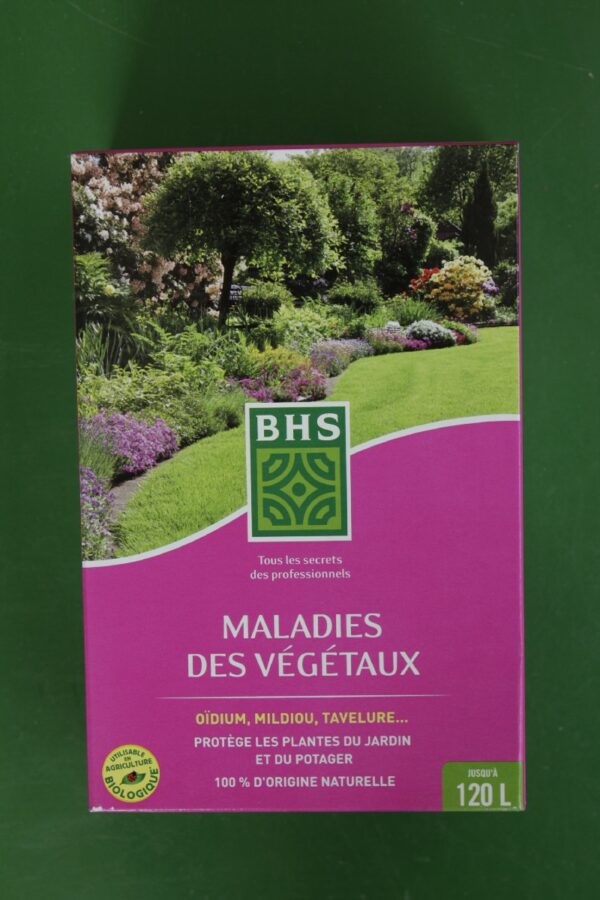 BHS
Tous les secrets
des professionnels
MALADIES
DES VÉGÉTAUX
OÏDIUM, MILDIOU, TAVELURE...
PROTÈGE LES PLANTES DU JARDIN
ET DU POTAGER
100 % D'ORIGINE NATURELLE
UTILISABLE
EN
AGRICULTURE
BIOLOGIQUE
JUSQU'À
120 L